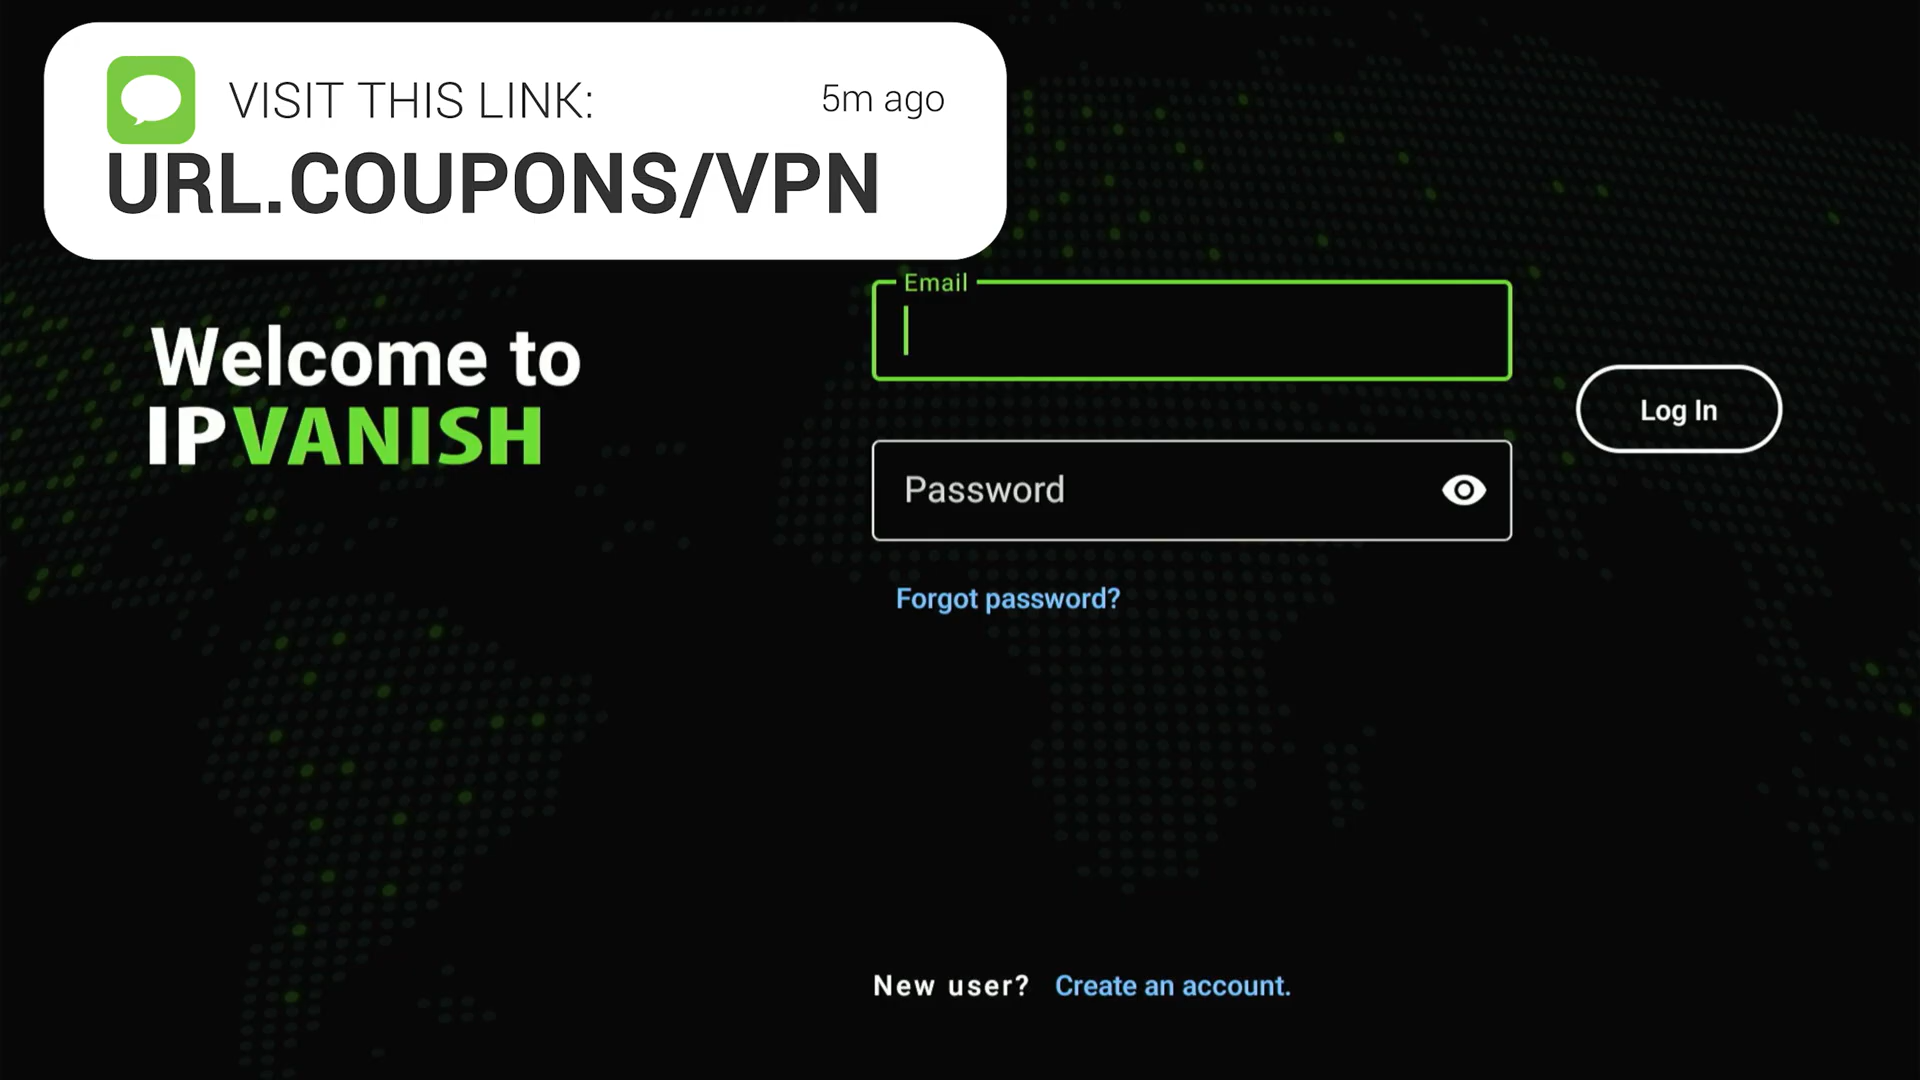 VISIT THIS LINK:
5m ago
URL.COUPONS/VPN
Welcome to
IPVANISH
Email
Password
Log In
Forgot password?
New user? Create an account.